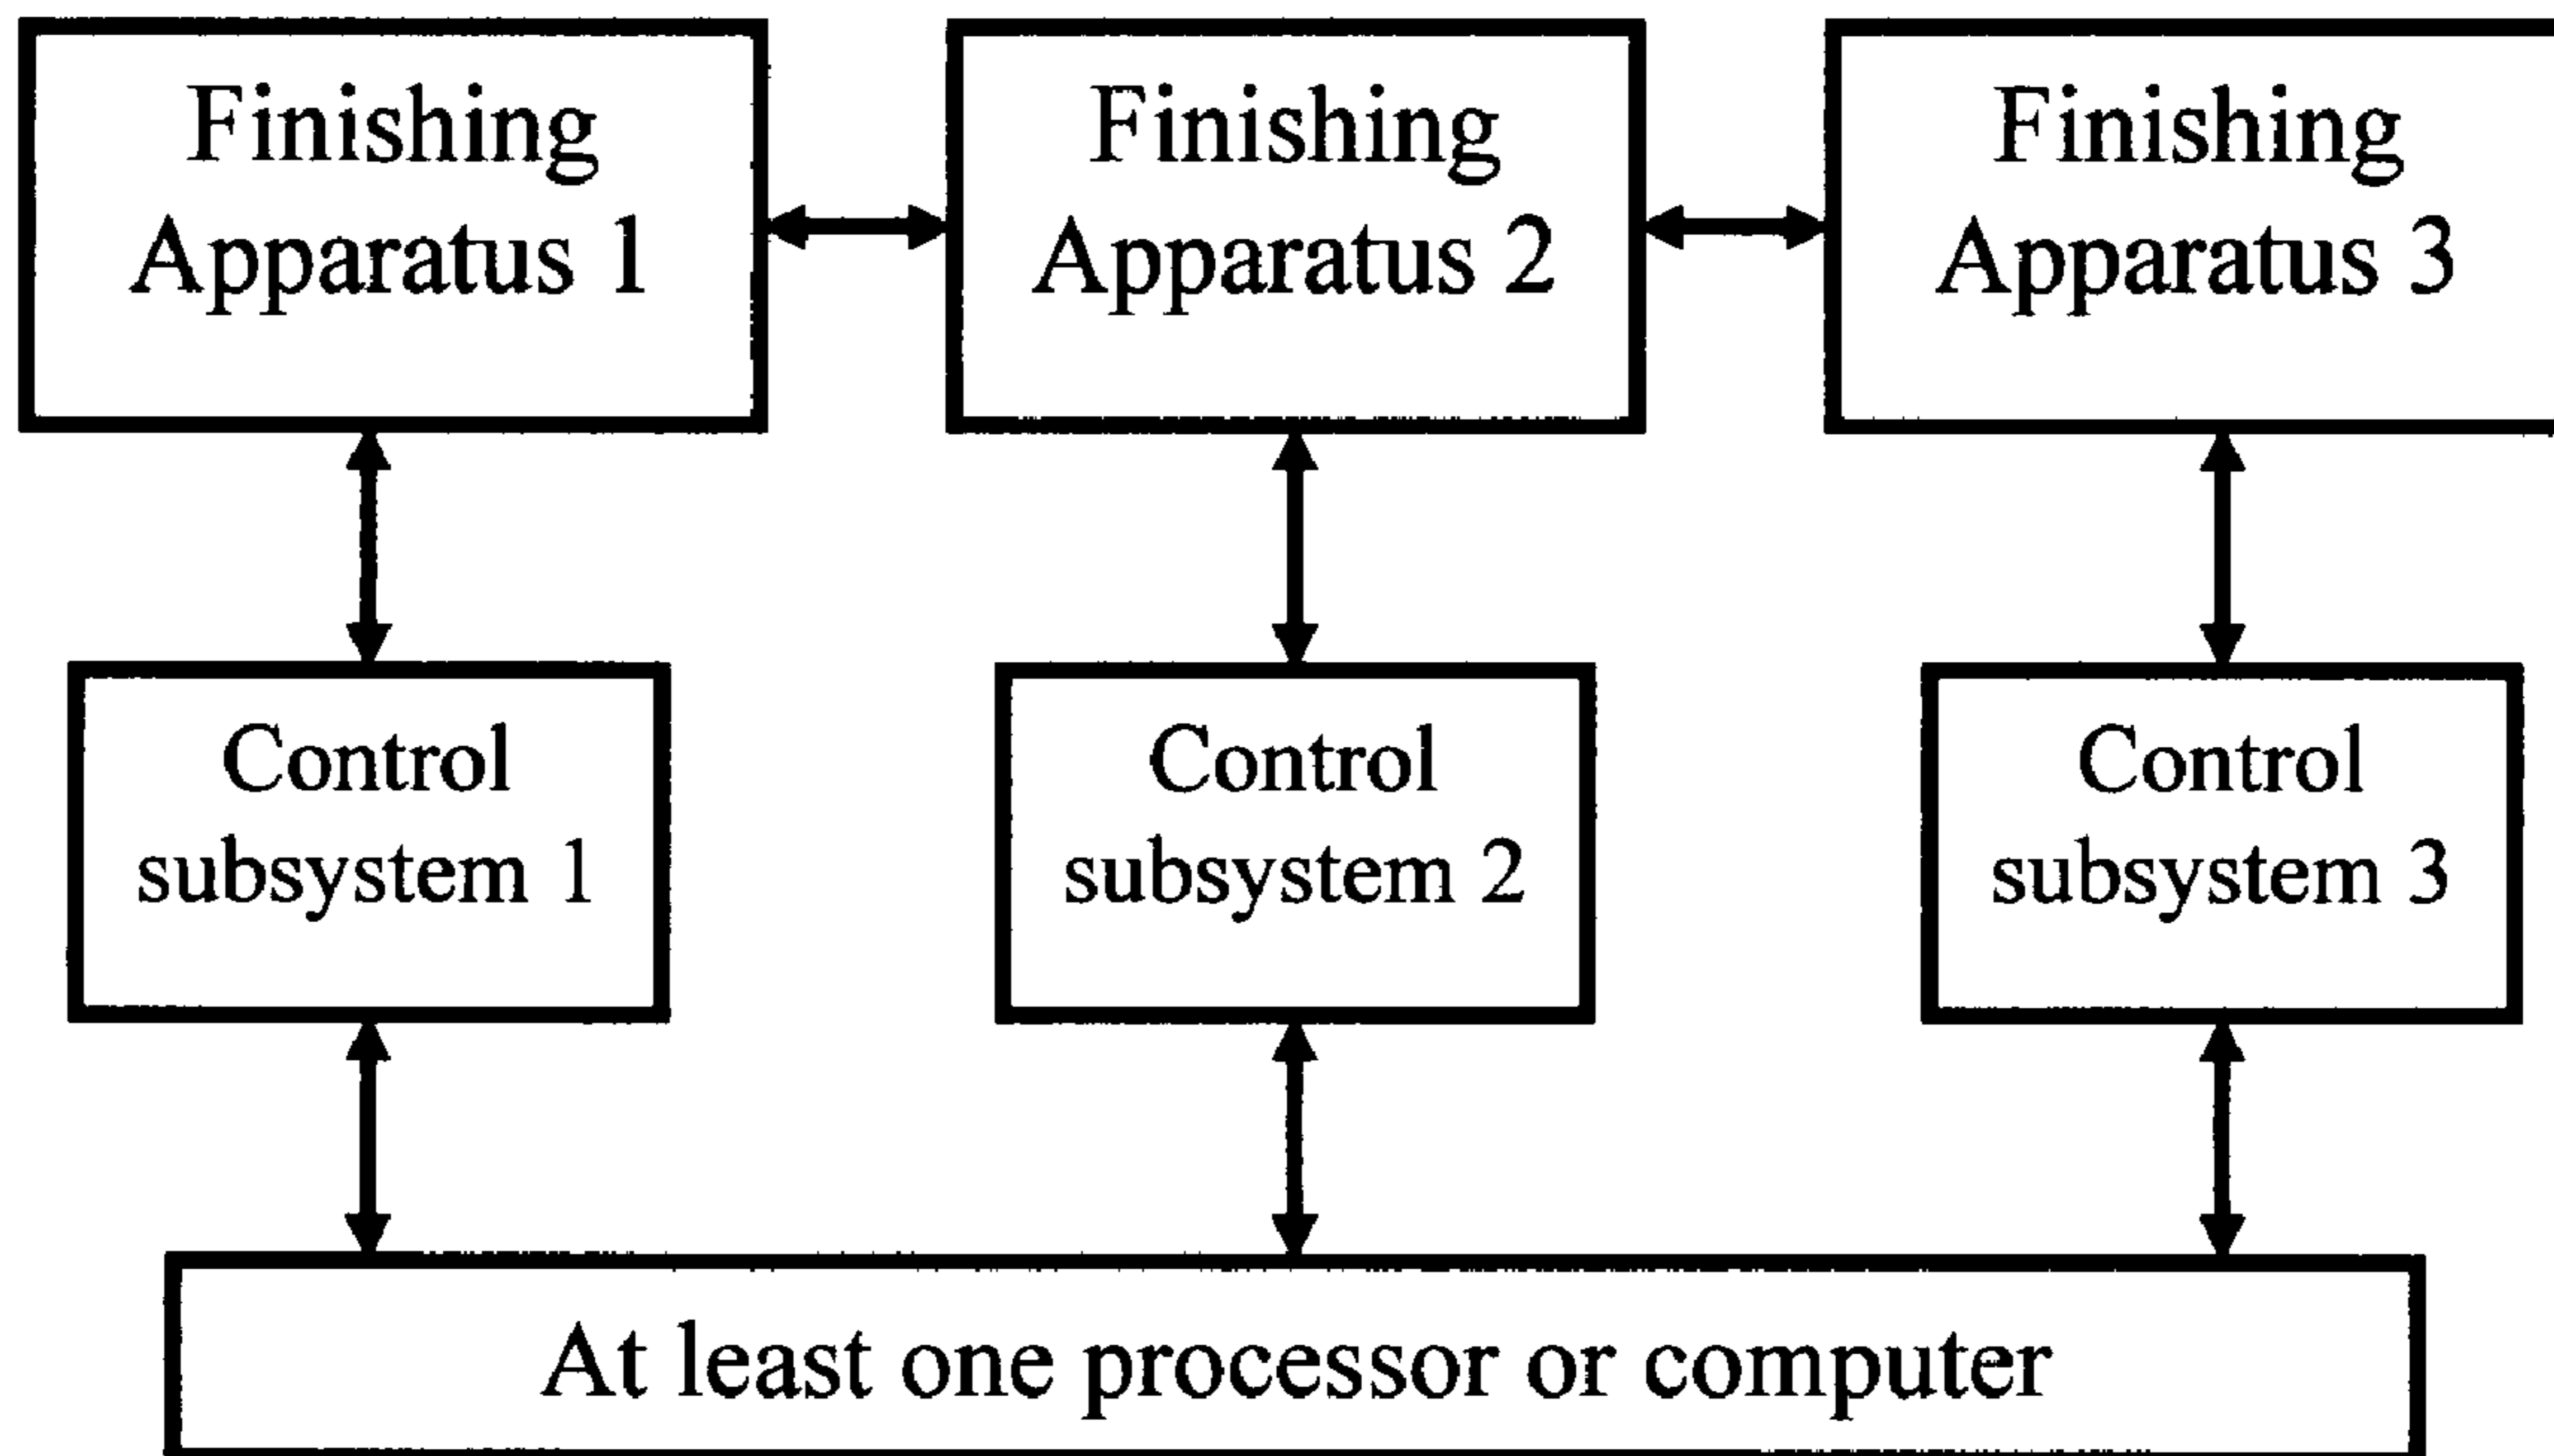 Finishing
Apparatus 1
Finishing
Apparatus 2
Finishing
Apparatus 3
Control
subsystem 1
Control
subsystem 2
Control
subsystem 3
At least one processor or computer